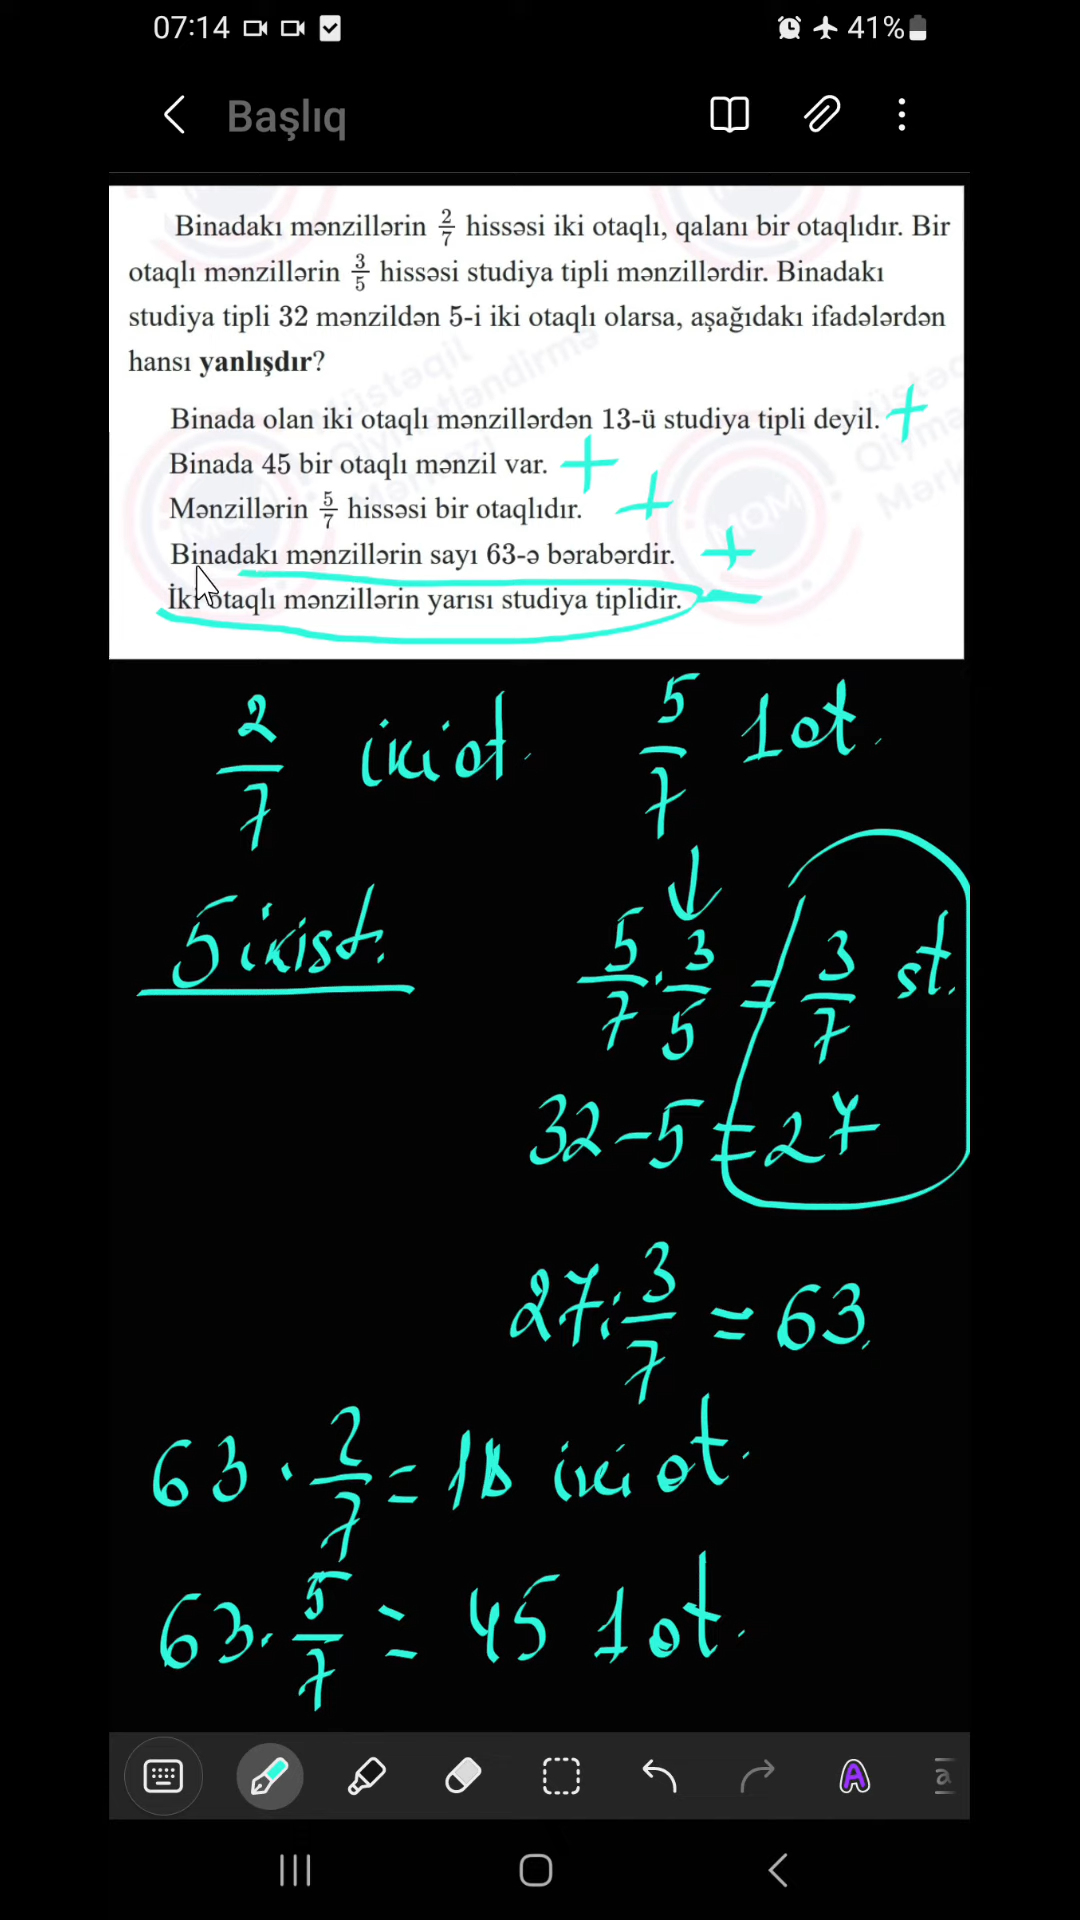 07:14 41%
Başlıq
Binadakı mənzillərin 2/7 hissəsi iki otaqlı, qalanı bir otaqlıdır. Bir
otaqlı mənzillərin 3/5 hissəsi studiya tipli mənzillərdir. Binadakı
studiya tipli 32 mənzildən 5-i iki otaqlı olarsa, aşağıdakı ifadələrdən
hansı yanlışdır?
Binada olan iki otaqlı mənzillərdən 13-ü studiya tipli deyil. +
Binada 45 bir otaqlı mənzil var. +
Mənzillərin 5/7 hissəsi bir otaqlıdır. +
Binadakı mənzillərin sayı 63-ə bərabərdir. +
İki otaqlı mənzillərin yarısı studiya tiplidir. −
2/7 iki ot. 5/7 1 ot.
5 iki st. 5/7 · 3/5 = 3/7 st.
32 − 5 = 27
27 : 3/7 = 63.
63 · 2/7 = 18 iki ot.
63 · 5/7 = 45 1 ot.
A a